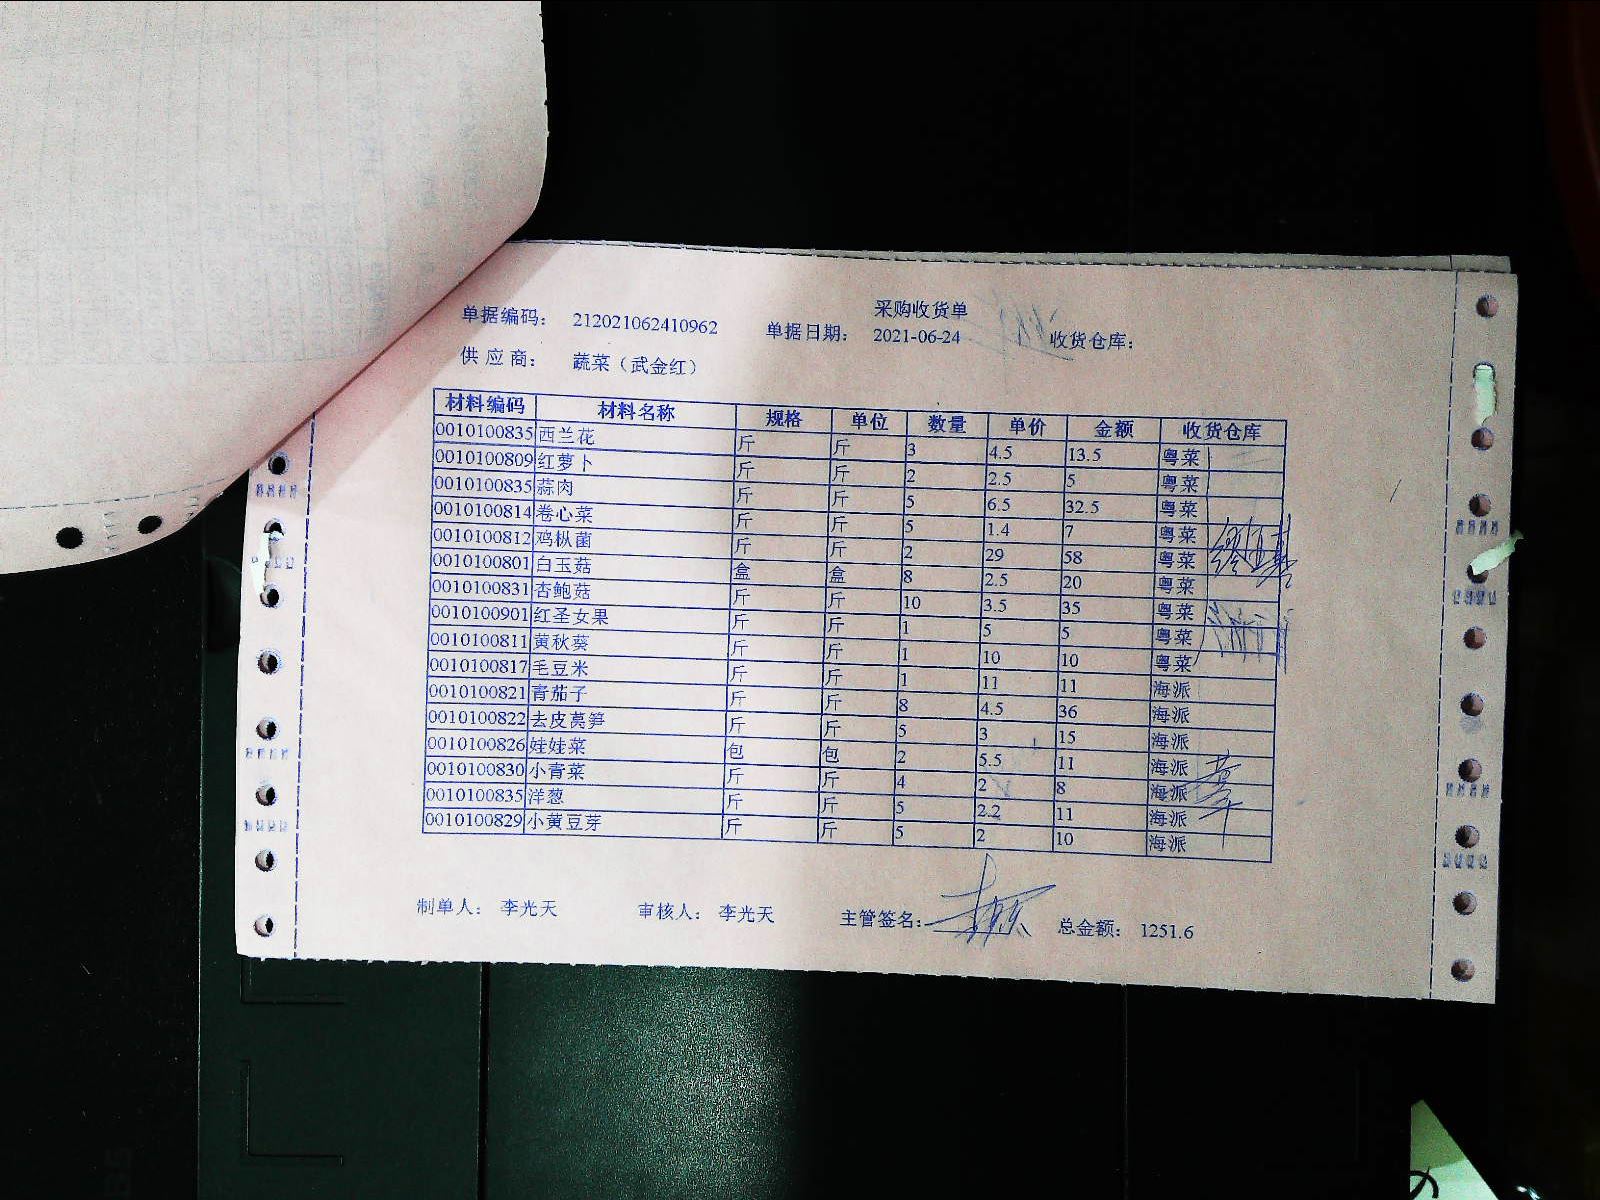 采购收货单
单据编码： 212021062410962 单据日期： 2021-06-24 收货仓库：
供应商： 蔬菜（武金红）
材料编码 材料名称 规格 单位 数量 单价 金额 收货仓库
0010100835 西兰花 斤 斤 3 4.5 13.5 粤菜
0010100809 红萝卜 斤 斤 2 2.5 5 粤菜
0010100835 蒜肉 斤 斤 5 6.5 32.5 粤菜
0010100814 卷心菜 斤 斤 5 1.4 7 粤菜
0010100812 鸡枞菌 斤 斤 2 29 58 粤菜
0010100801 白玉菇 盒 盒 8 2.5 20 粤菜
0010100831 杏鲍菇 斤 斤 10 3.5 35 粤菜
0010100901 红圣女果 斤 斤 1 5 5 粤菜
0010100811 黄秋葵 斤 斤 1 10 10 粤菜
0010100817 毛豆米 斤 斤 1 11 11 海派
0010100821 青茄子 斤 斤 8 4.5 36 海派
0010100822 去皮莴笋 斤 斤 5 3 15 海派
0010100826 娃娃菜 包 包 2 5.5 11 海派
0010100830 小青菜 斤 斤 4 2 8 海派
0010100835 洋葱 斤 斤 5 2.2 11 海派
0010100829 小黄豆芽 斤 斤 5 2 10 海派
制单人： 李光天 审核人： 李光天 主管签名： 总金额： 1251.6